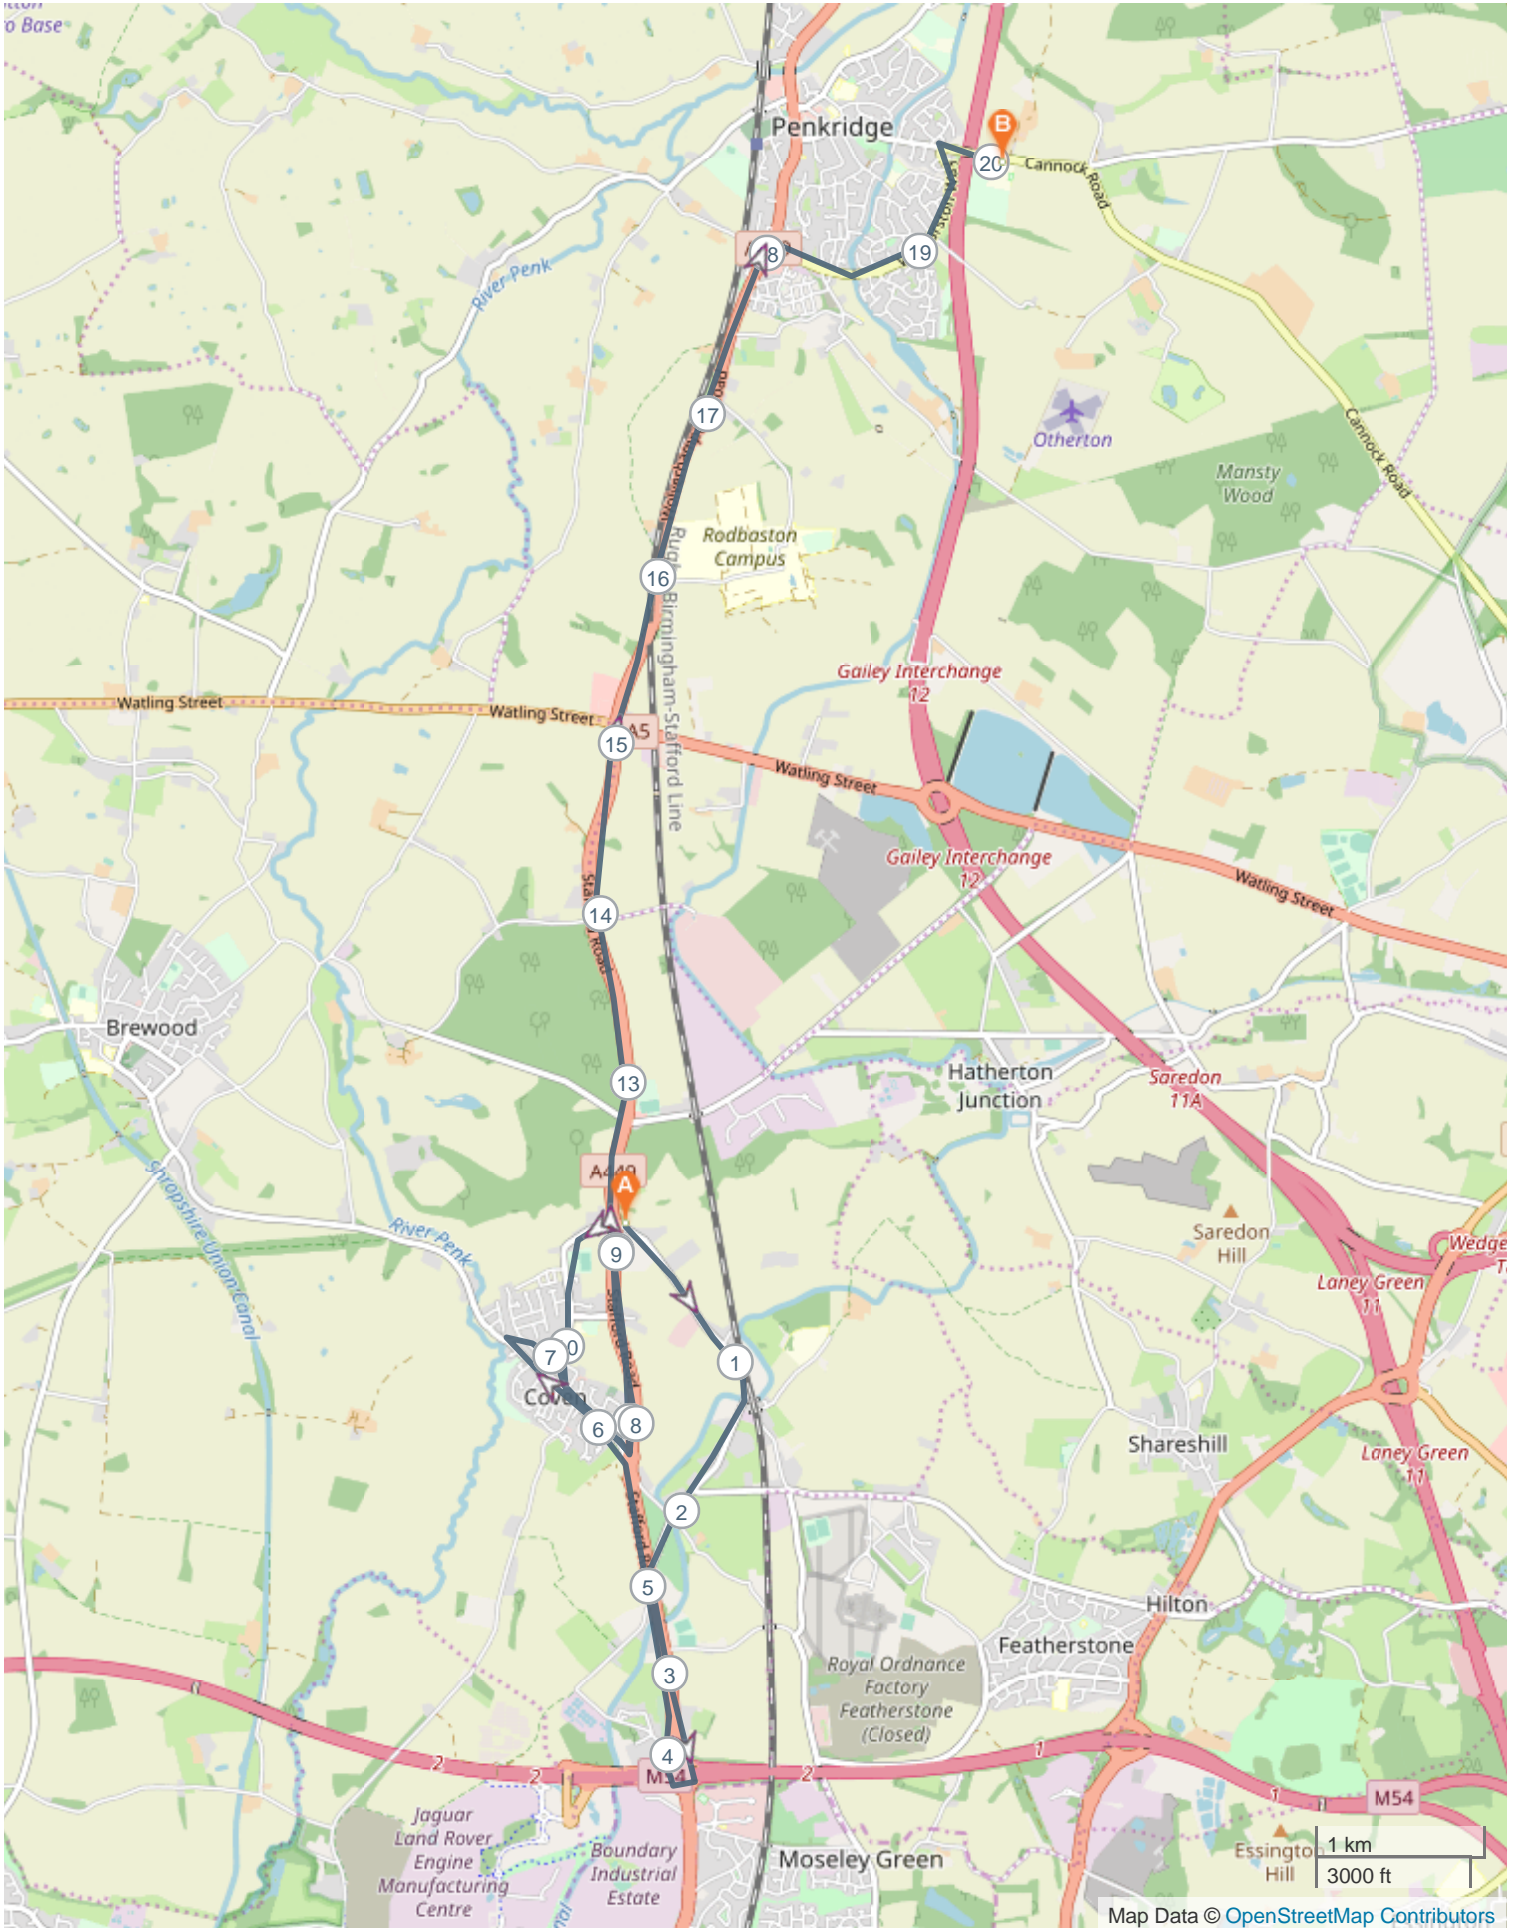 o Base
Penkridge
B
20
Cannock Road
19
River Penk
17
Otherton
Cannock Road
Mansty
Wood
Rodbaston
Campus
16
Birmingham-Stafford Line
Gailey Interchange
12
Watling Street
Watling Street
A5
15
Watling Street
Gailey Interchange
12
Watling Street
14
Brewood
13
Hatherton
Junction
Saredon
11A
A449
A
Shropshire Union Canal
River Penk
Saredon
Hill
9
Laney Green
11
Stafford Road
7
1
Coven
6
8
Shareshill
Laney Green
11
2
5
Hilton
Featherstone
3
Royal Ordnance
Factory
Featherstone
(Closed)
4
M54
2
2
2
1
1
M54
Jaguar
Land Rover
Engine
Manufacturing
Centre
Boundary
Industrial
Estate
Moseley Green
Hill
1 km
3000 ft
Map Data © OpenStreetMap Contributors